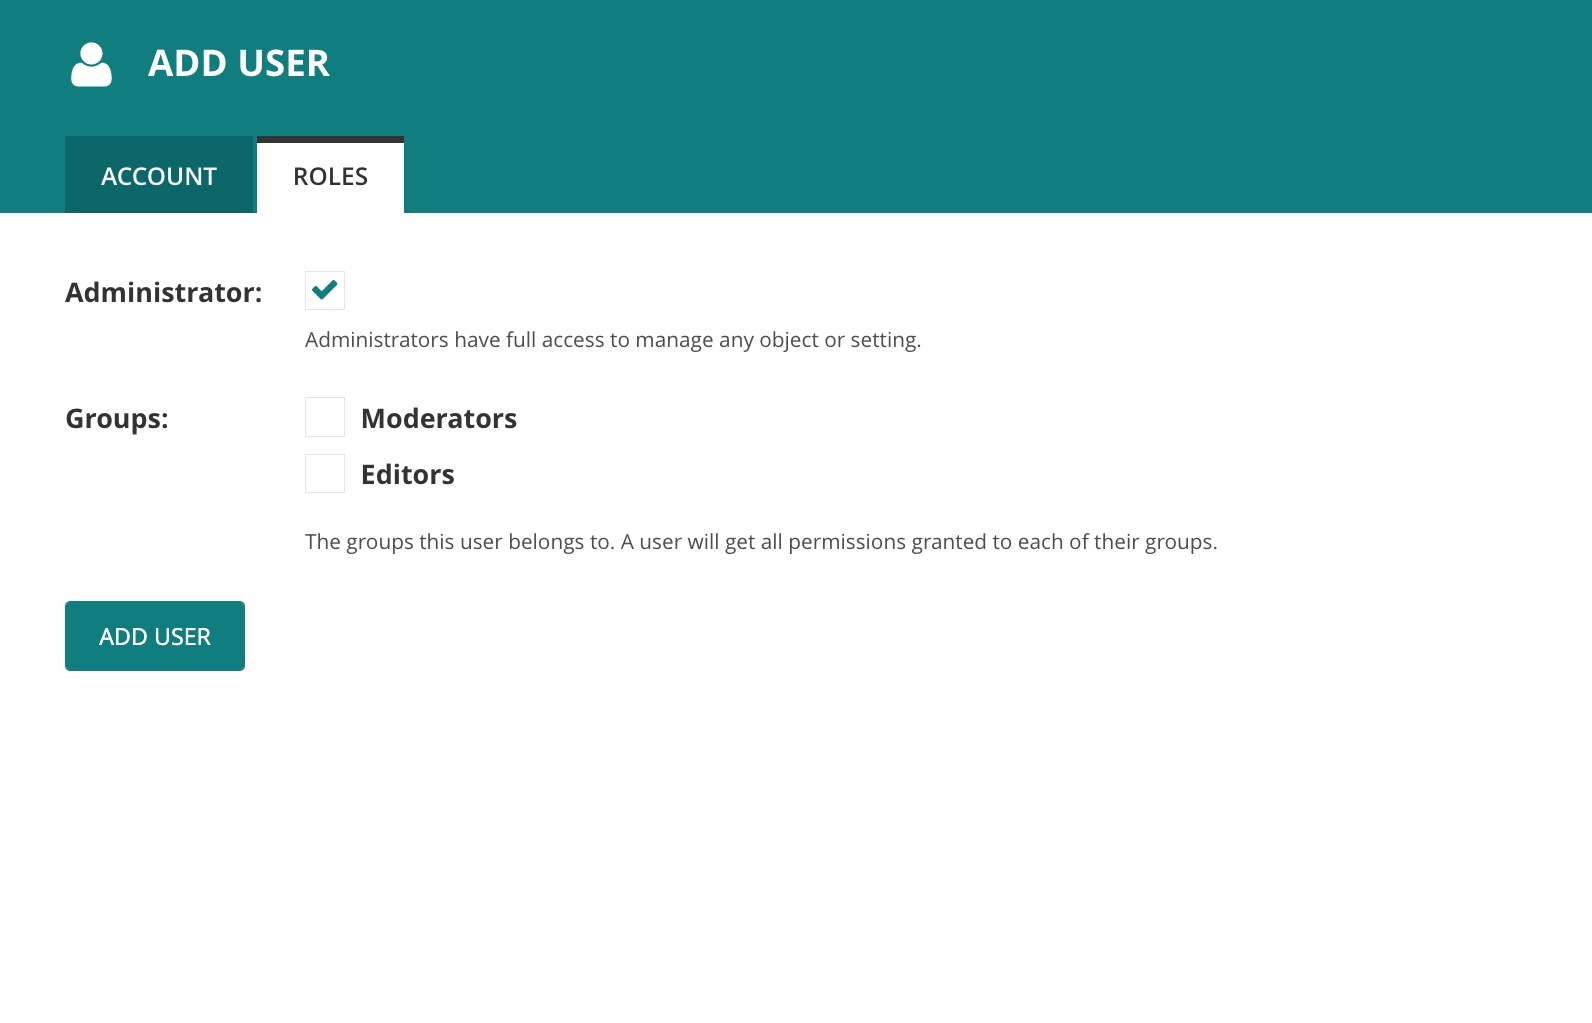 ADD USER
ACCOUNT
ROLES
Administrator:
Administrators have full access to manage any object or setting.
Groups:
Moderators
Editors
The groups this user belongs to. A user will get all permissions granted to each of their groups.
ADD USER